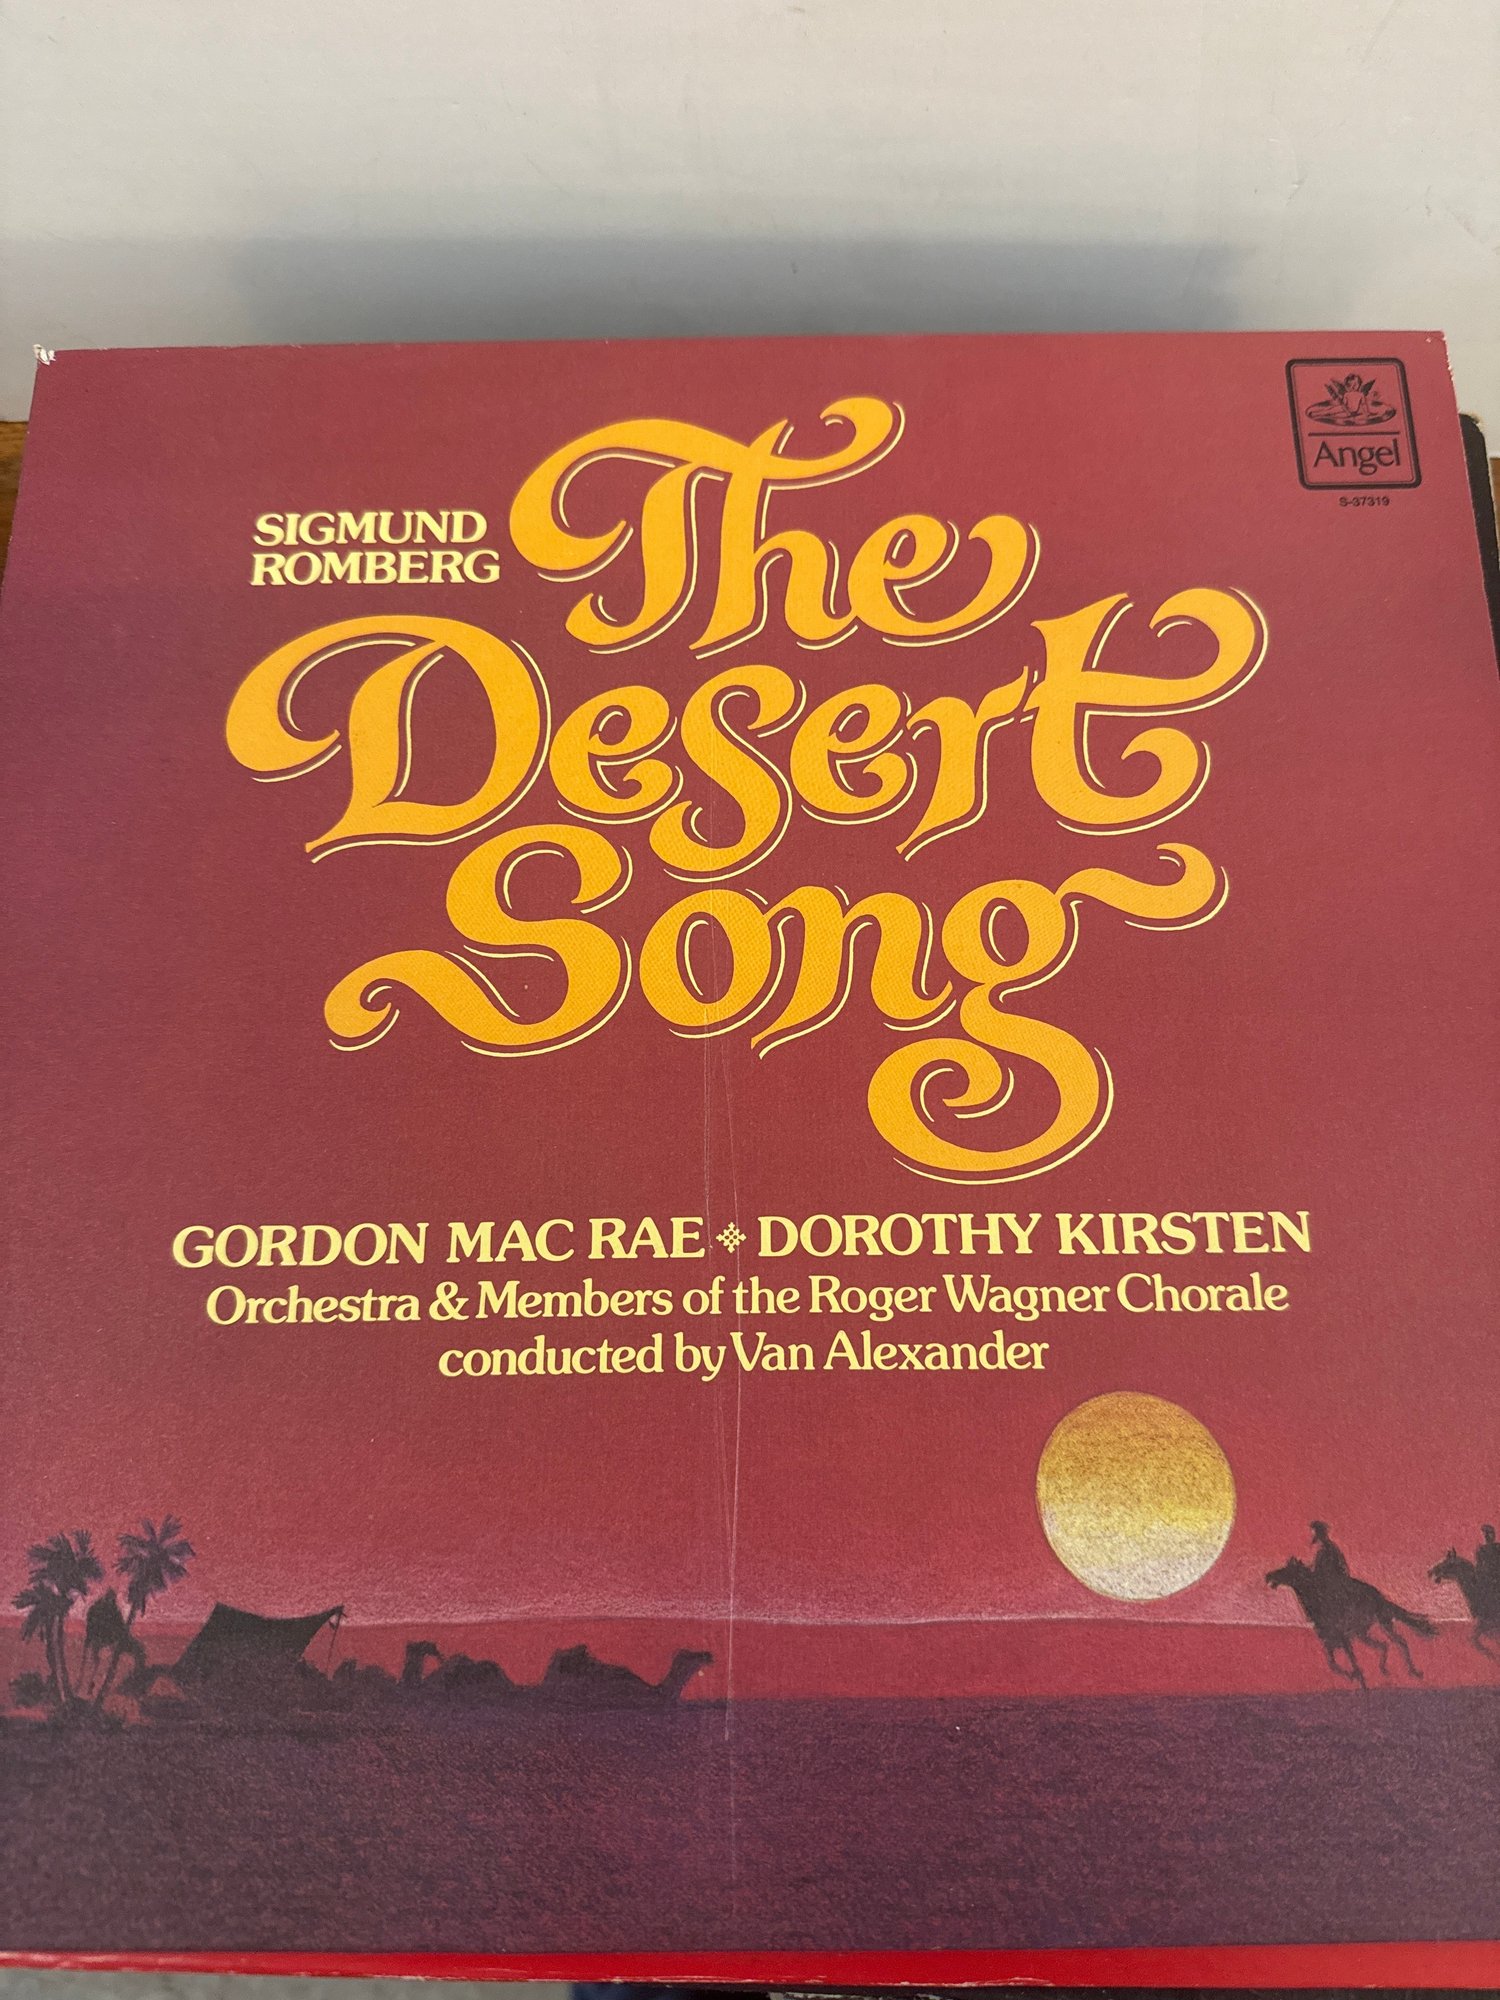 Angel
S-37319
SIGMUND
ROMBERG
The
Desert
Song
GORDON MAC RAE DOROTHY KIRSTEN
Orchestra & Members of the Roger Wagner Chorale
conducted by Van Alexander